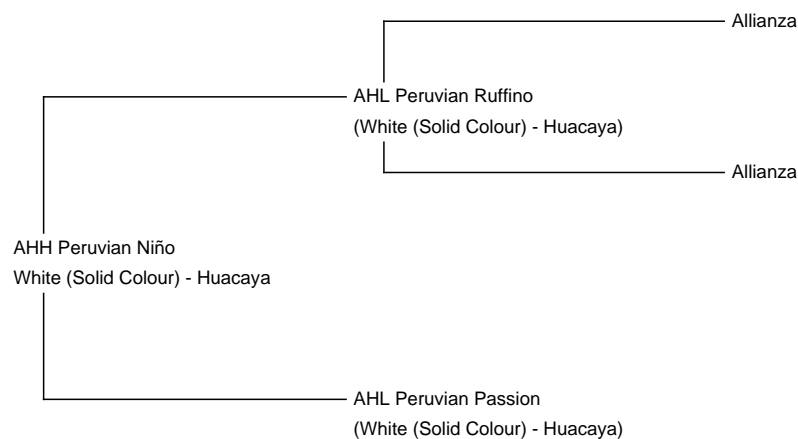 Allianza
AHL Peruvian Ruffino
(White (Solid Colour) - Huacaya)
Allianza
AHH Peruvian Niño
White (Solid Colour) - Huacaya
AHL Peruvian Passion
(White (Solid Colour) - Huacaya)